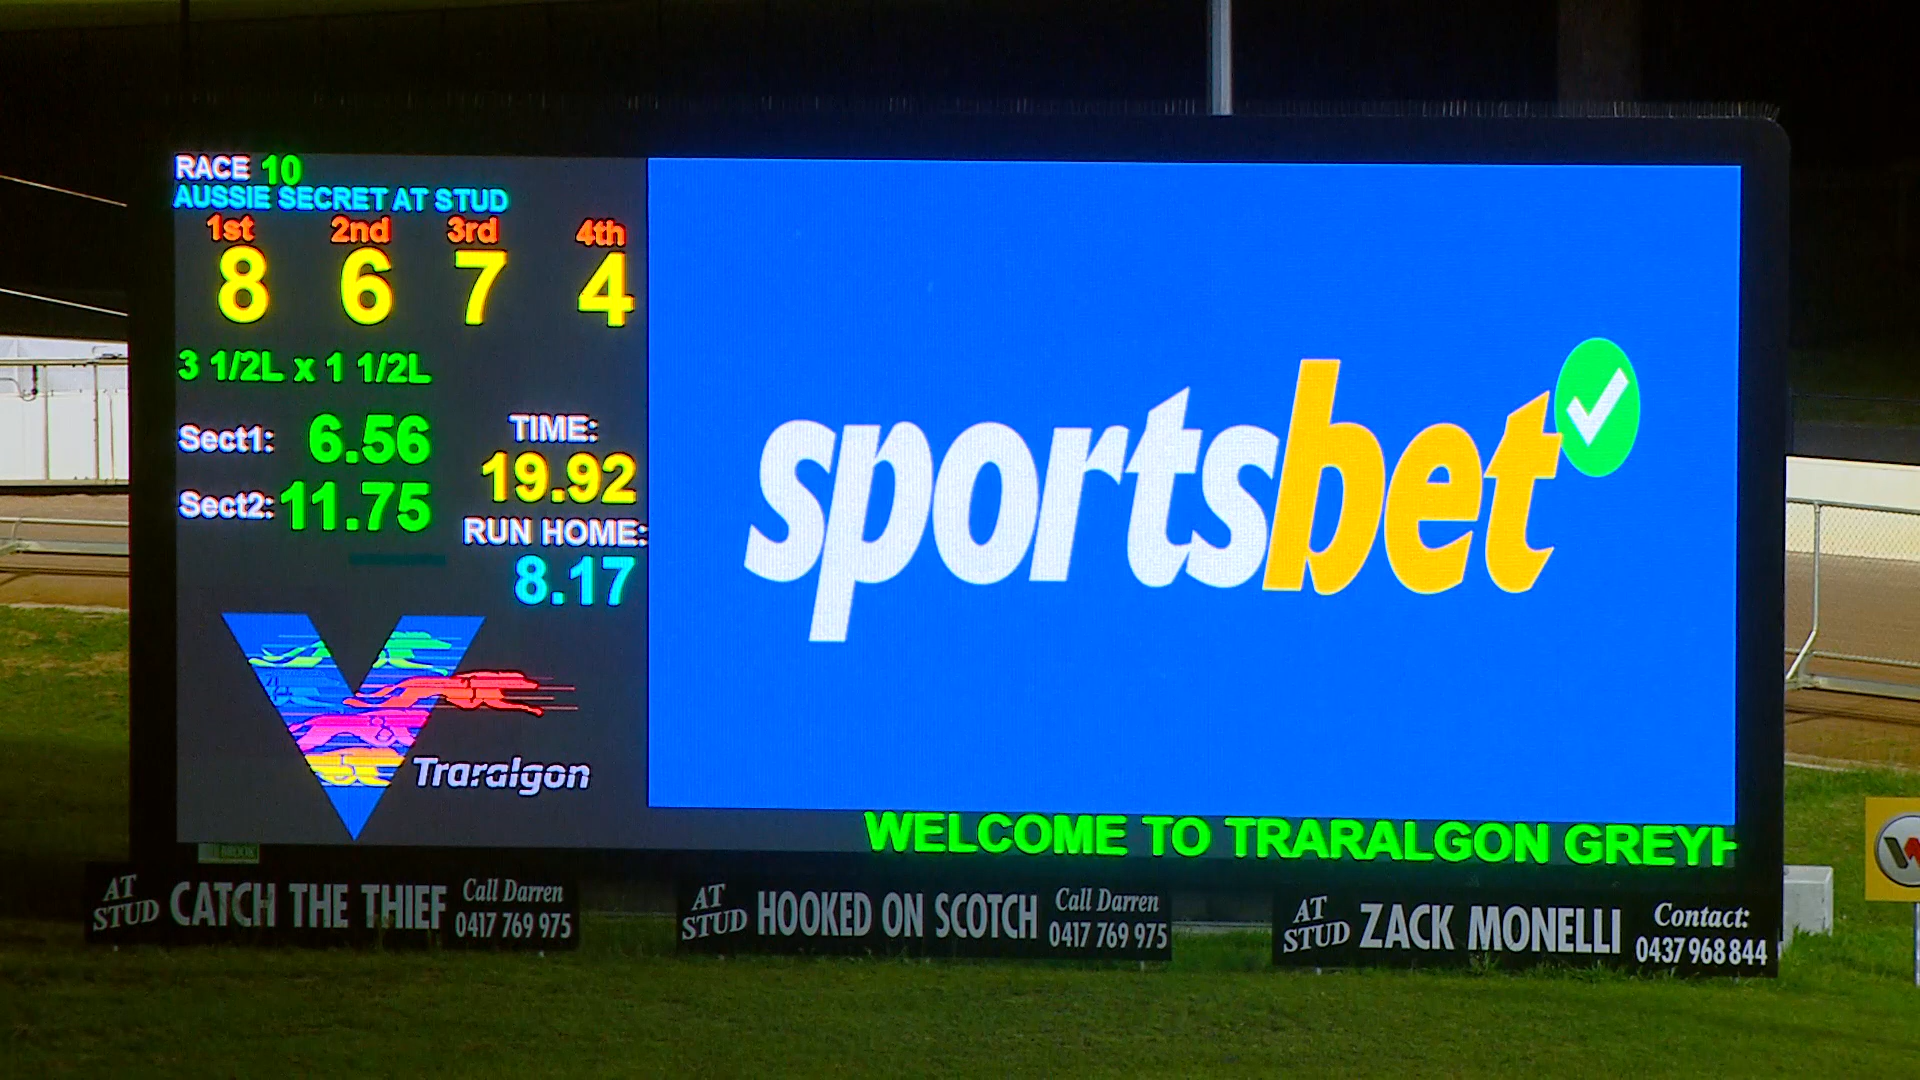 RACE 10
AUSSIE SECRET AT STUD
1st 2nd 3rd 4th
8 6 7 4
3 1/2L x 1 1/2L
Sect1: 6.56
Sect2: 11.75
TIME:
19.92
RUN HOME:
8.17
Traralgon
sportsbet
WELCOME TO TRARALGON GREYH
AT STUD CATCH THE THIEF Call Darren 0417 769 975
AT STUD HOOKED ON SCOTCH Call Darren 0417 769 975
AT STUD ZACK MONELLI Contact: 0437 968 844